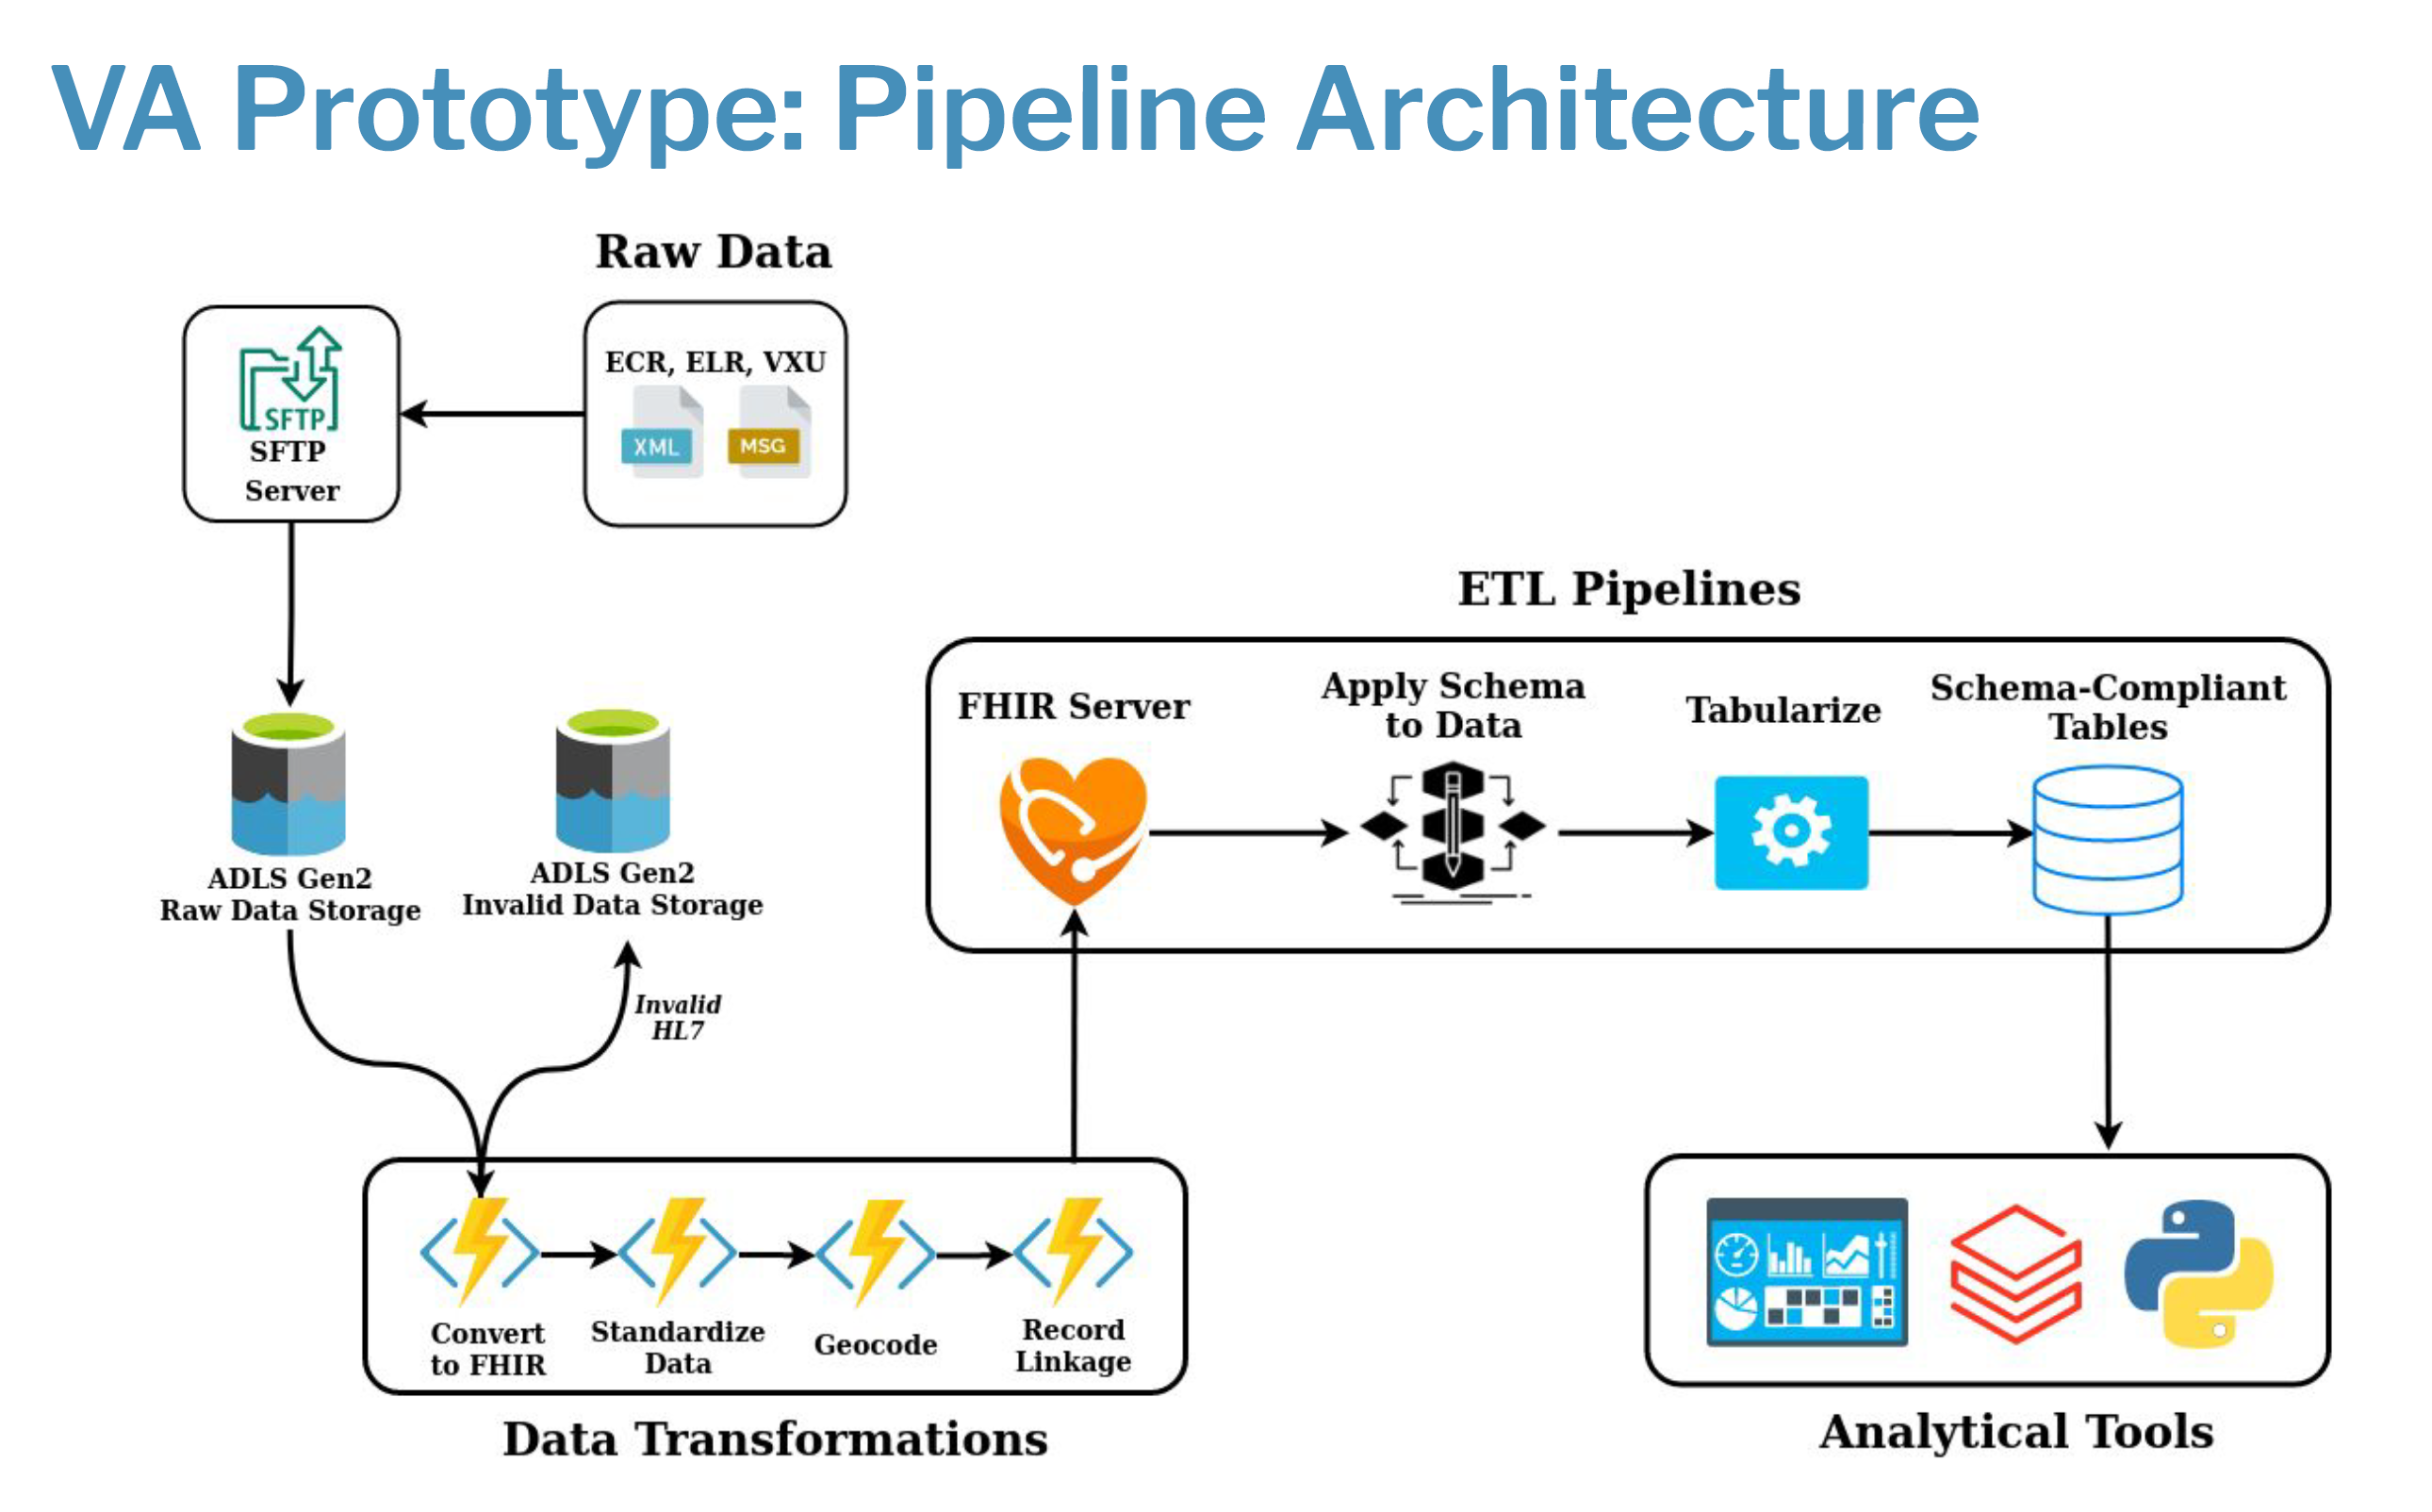 VA Prototype: Pipeline Architecture
Raw Data
ECR, ELR, VXU
XML
MSG
SFTP
SFTP
Server
ETL Pipelines
FHIR Server
Apply Schema
to Data
Tabularize
Schema-Compliant
Tables
ADLS Gen2
Raw Data Storage
ADLS Gen2
Invalid Data Storage
Invalid
HL7
Convert
to FHIR
Standardize
Data
Geocode
Record
Linkage
Data Transformations
Analytical Tools